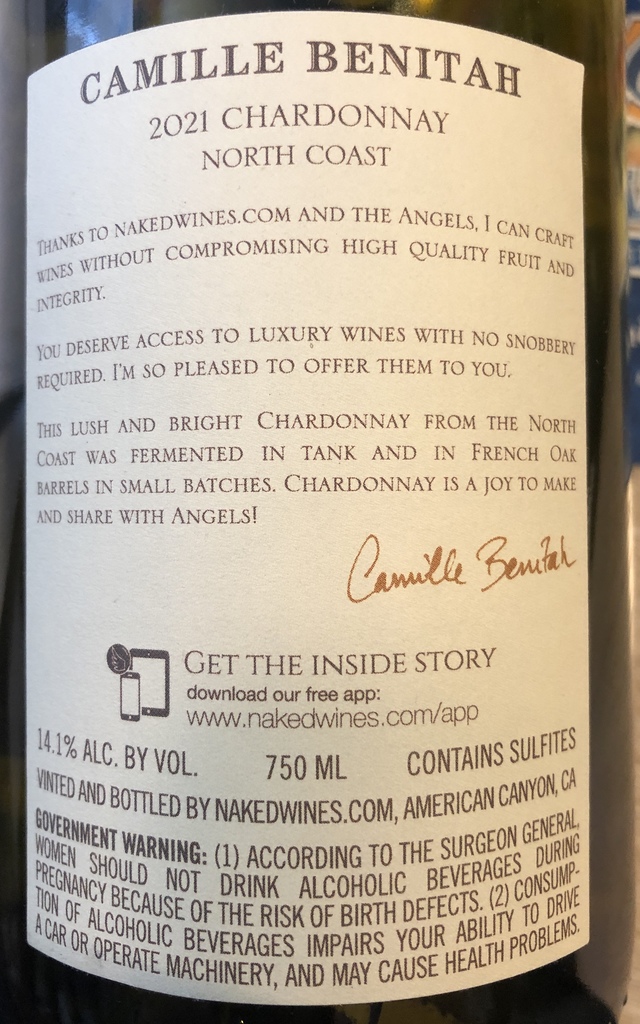 CAMILLE BENITAH
2021 CHARDONNAY
NORTH COAST
THANKS TO NAKEDWINES.COM AND THE ANGELS, I CAN CRAFT
WINES WITHOUT COMPROMISING HIGH QUALITY FRUIT AND
INTEGRITY.
YOU DESERVE ACCESS TO LUXURY WINES WITH NO SNOBBERY
REQUIRED. I'M SO PLEASED TO OFFER THEM TO YOU.
THIS LUSH AND BRIGHT CHARDONNAY FROM THE NORTH
COAST WAS FERMENTED IN TANK AND IN FRENCH OAK
BARRELS IN SMALL BATCHES. CHARDONNAY IS A JOY TO MAKE
AND SHARE WITH ANGELS!
Camille Benitah
GET THE INSIDE STORY
download our free app:
www.nakedwines.com/app
14.1% ALC. BY VOL. 750 ML CONTAINS SULFITES
VINTED AND BOTTLED BY NAKEDWINES.COM, AMERICAN CANYON, CA
GOVERNMENT WARNING: (1) ACCORDING TO THE SURGEON GENERAL,
WOMEN SHOULD NOT DRINK ALCOHOLIC BEVERAGES DURING
PREGNANCY BECAUSE OF THE RISK OF BIRTH DEFECTS. (2) CONSUMP-
TION OF ALCOHOLIC BEVERAGES IMPAIRS YOUR ABILITY TO DRIVE
A CAR OR OPERATE MACHINERY, AND MAY CAUSE HEALTH PROBLEMS.